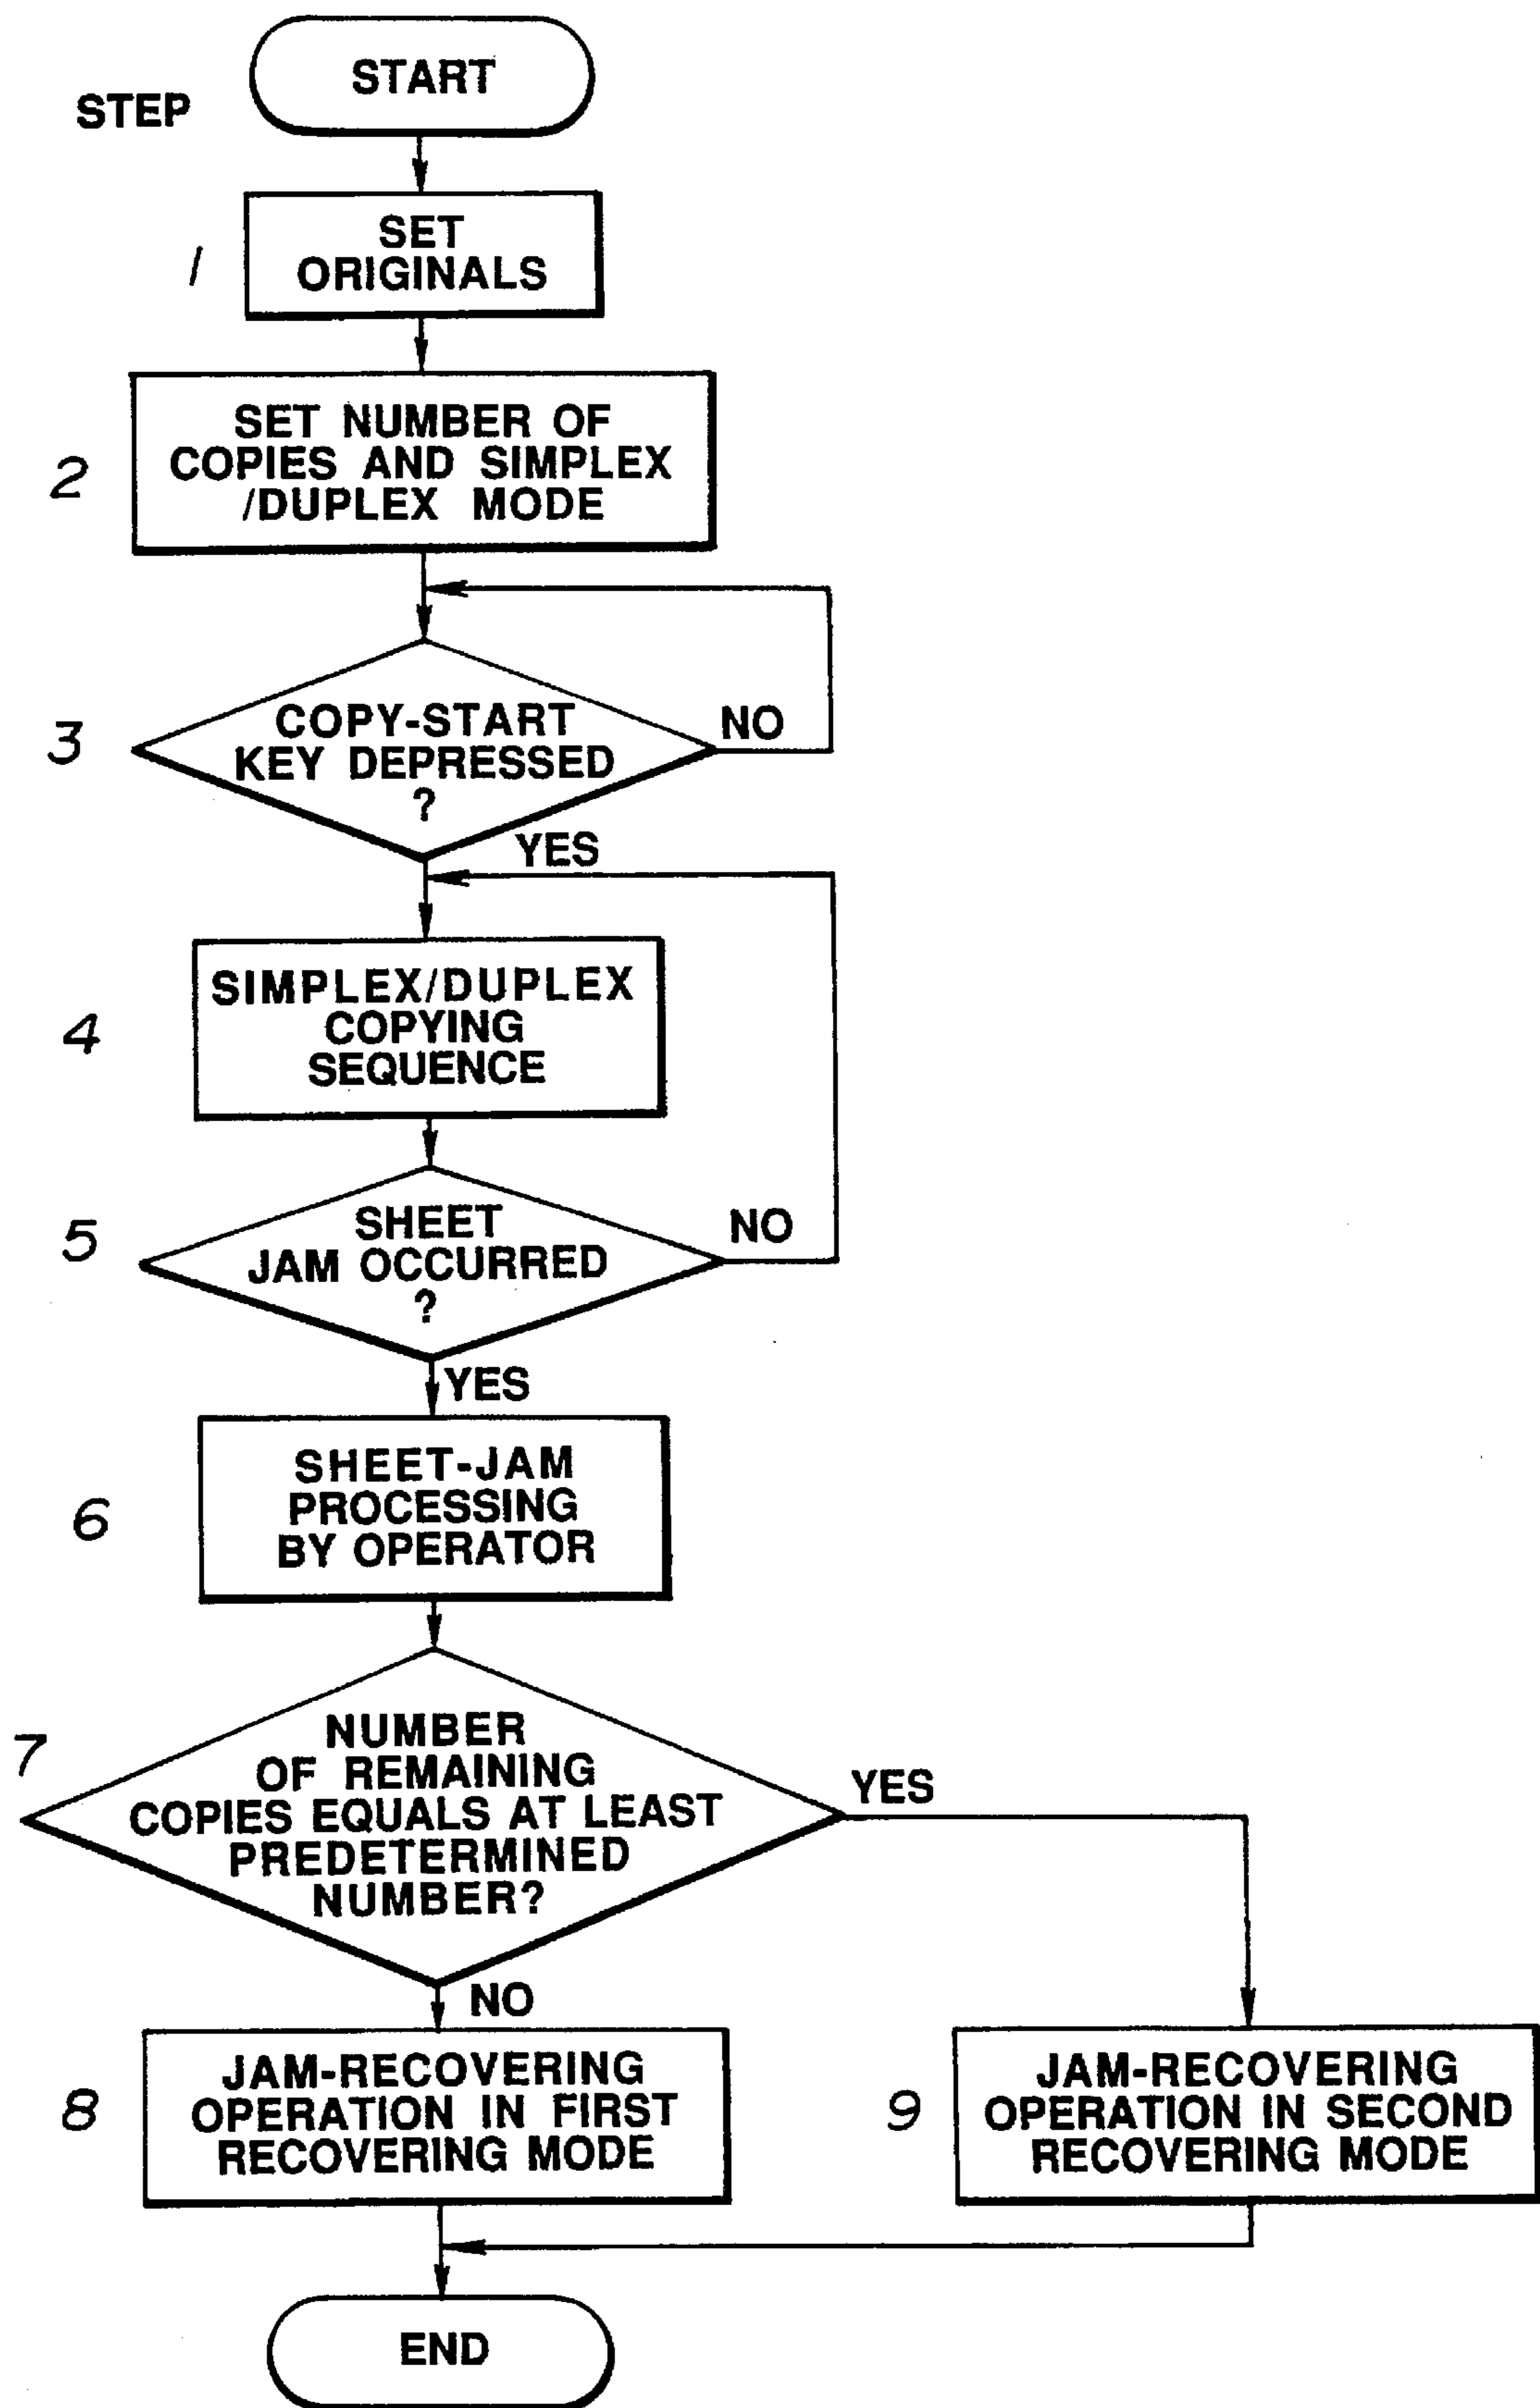 START
STEP
1
SET
ORIGINALS
2
SET NUMBER OF
COPIES AND SIMPLEX
/DUPLEX MODE
3
COPY-START
KEY DEPRESSED
?
NO
YES
4
SIMPLEX/DUPLEX
COPYING
SEQUENCE
5
SHEET
JAM OCCURRED
?
NO
YES
6
SHEET-JAM
PROCESSING
BY OPERATOR
7
NUMBER
OF REMAINING
COPIES EQUALS AT LEAST
PREDETERMINED
NUMBER?
YES
NO
8
JAM-RECOVERING
OPERATION IN FIRST
RECOVERING MODE
9
JAM-RECOVERING
OPERATION IN SECOND
RECOVERING MODE
END